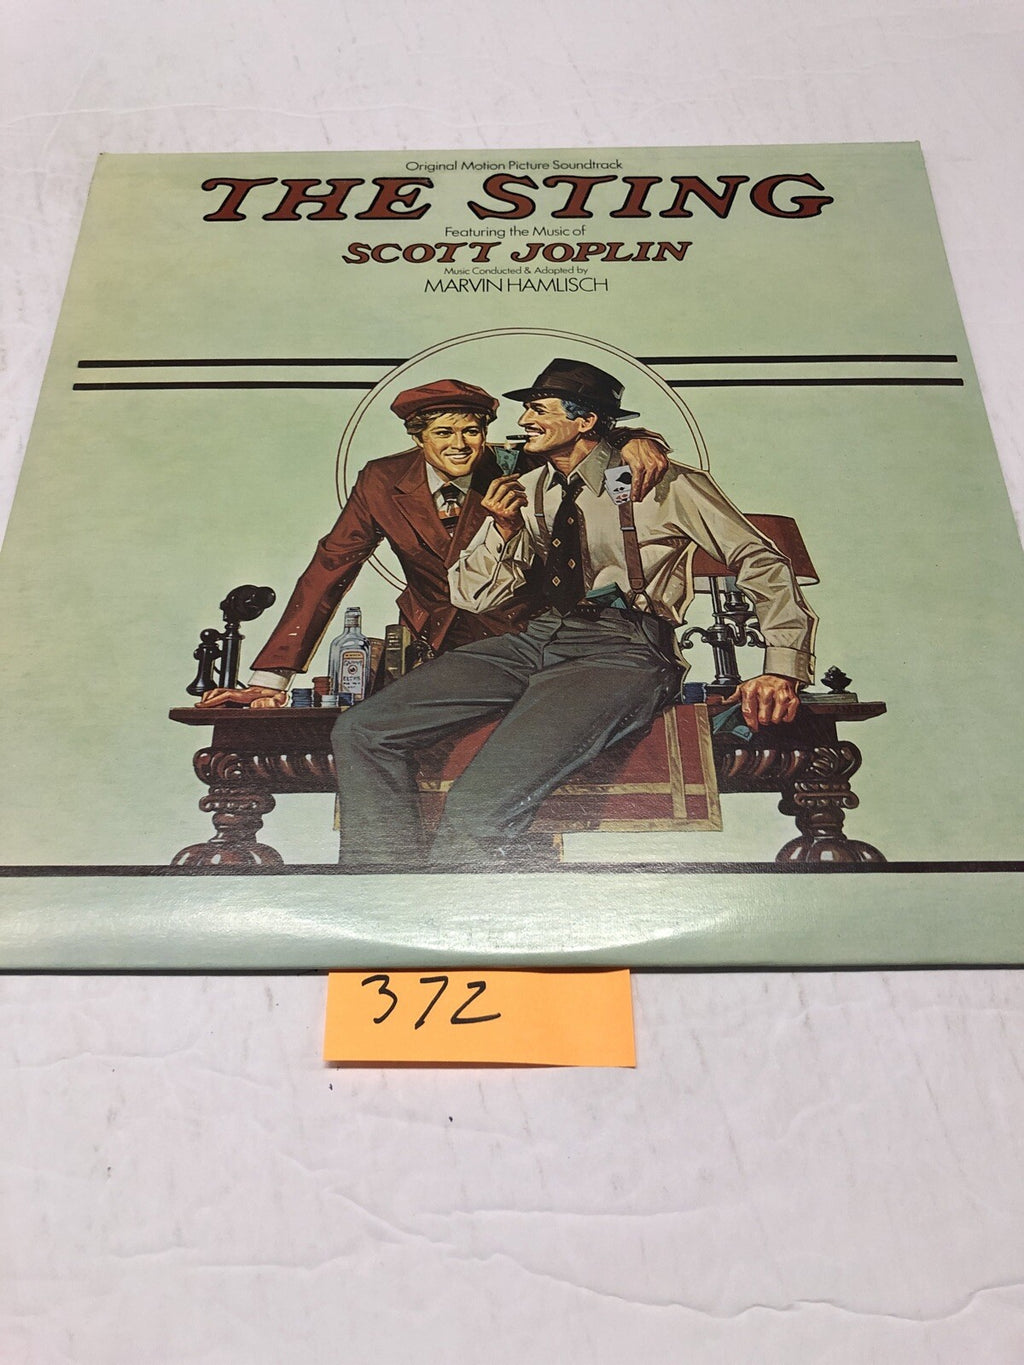 Original Motion Picture Soundtrack
THE STING
Featuring the Music of
SCOTT JOPLIN
Music Conducted & Adapted by
MARVIN HAMLISCH
372